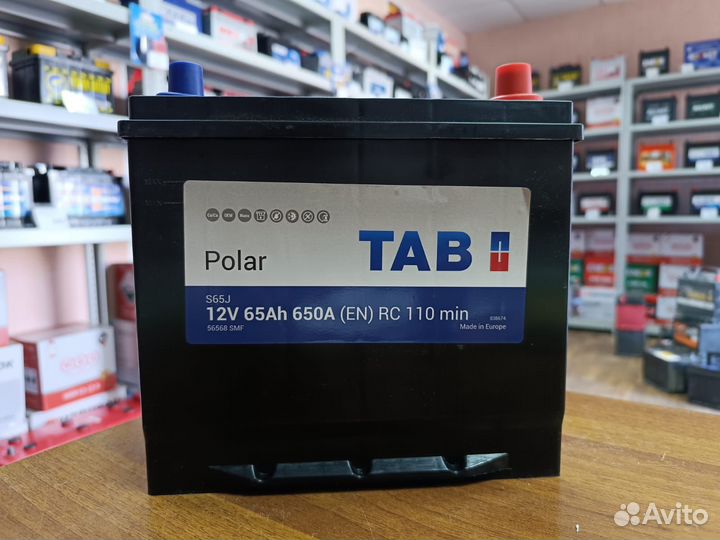 TAB
Polar
S65J
12V 65Ah 650A (EN) RC 110 min
56568 SMF
Made in Europe
Avito